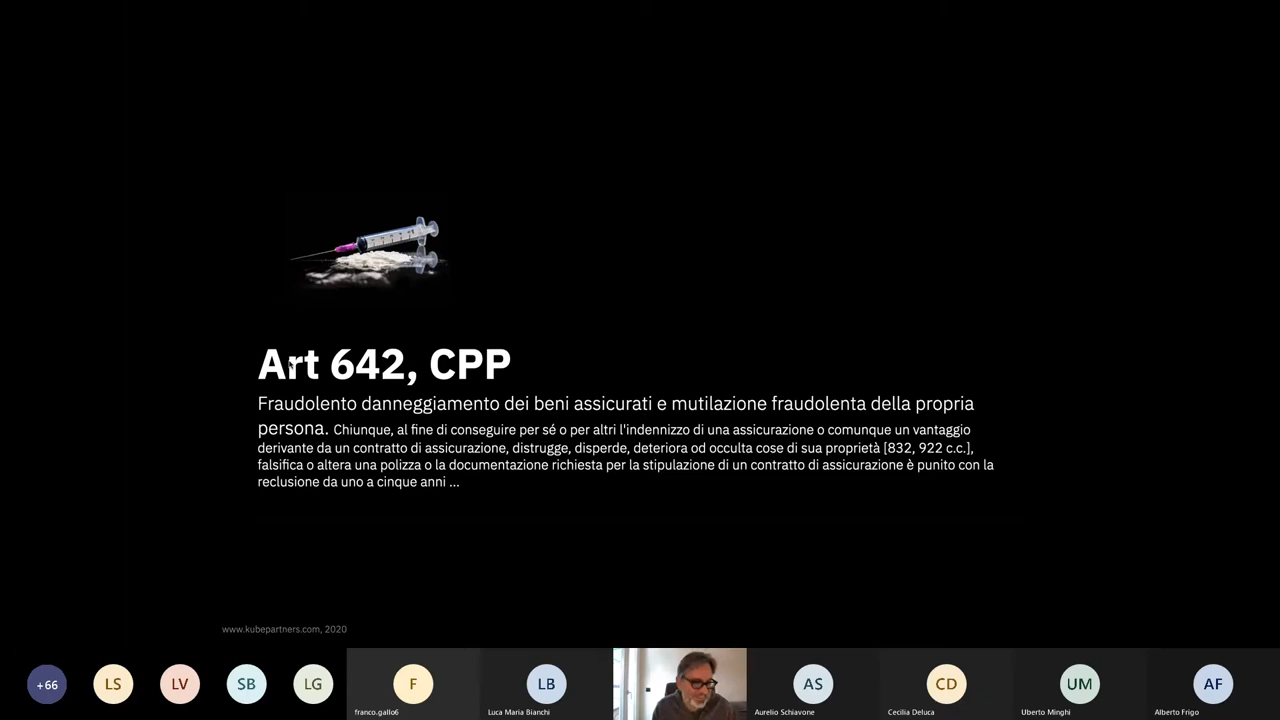 Art 642, CPP
Fraudolento danneggiamento dei beni assicurati e mutilazione fraudolenta della propria
persona. Chiunque, al fine di conseguire per sé o per altri l'indennizzo di una assicurazione o comunque un vantaggio
derivante da un contratto di assicurazione, distrugge, disperde, deteriora od occulta cose di sua proprietà [832, 922 c.c.],
falsifica o altera una polizza o la documentazione richiesta per la stipulazione di un contratto di assicurazione è punito con la
reclusione da uno a cinque anni ...
www.kubepartners.com, 2020
+66
LS
LV
SB
LG
F
LB
AS
CD
UM
AF
franco.gallo6
Luca Maria Bianchi
Aurelio Schiavone
Cecilia Deluca
Uberto Minghi
Alberto Frigo